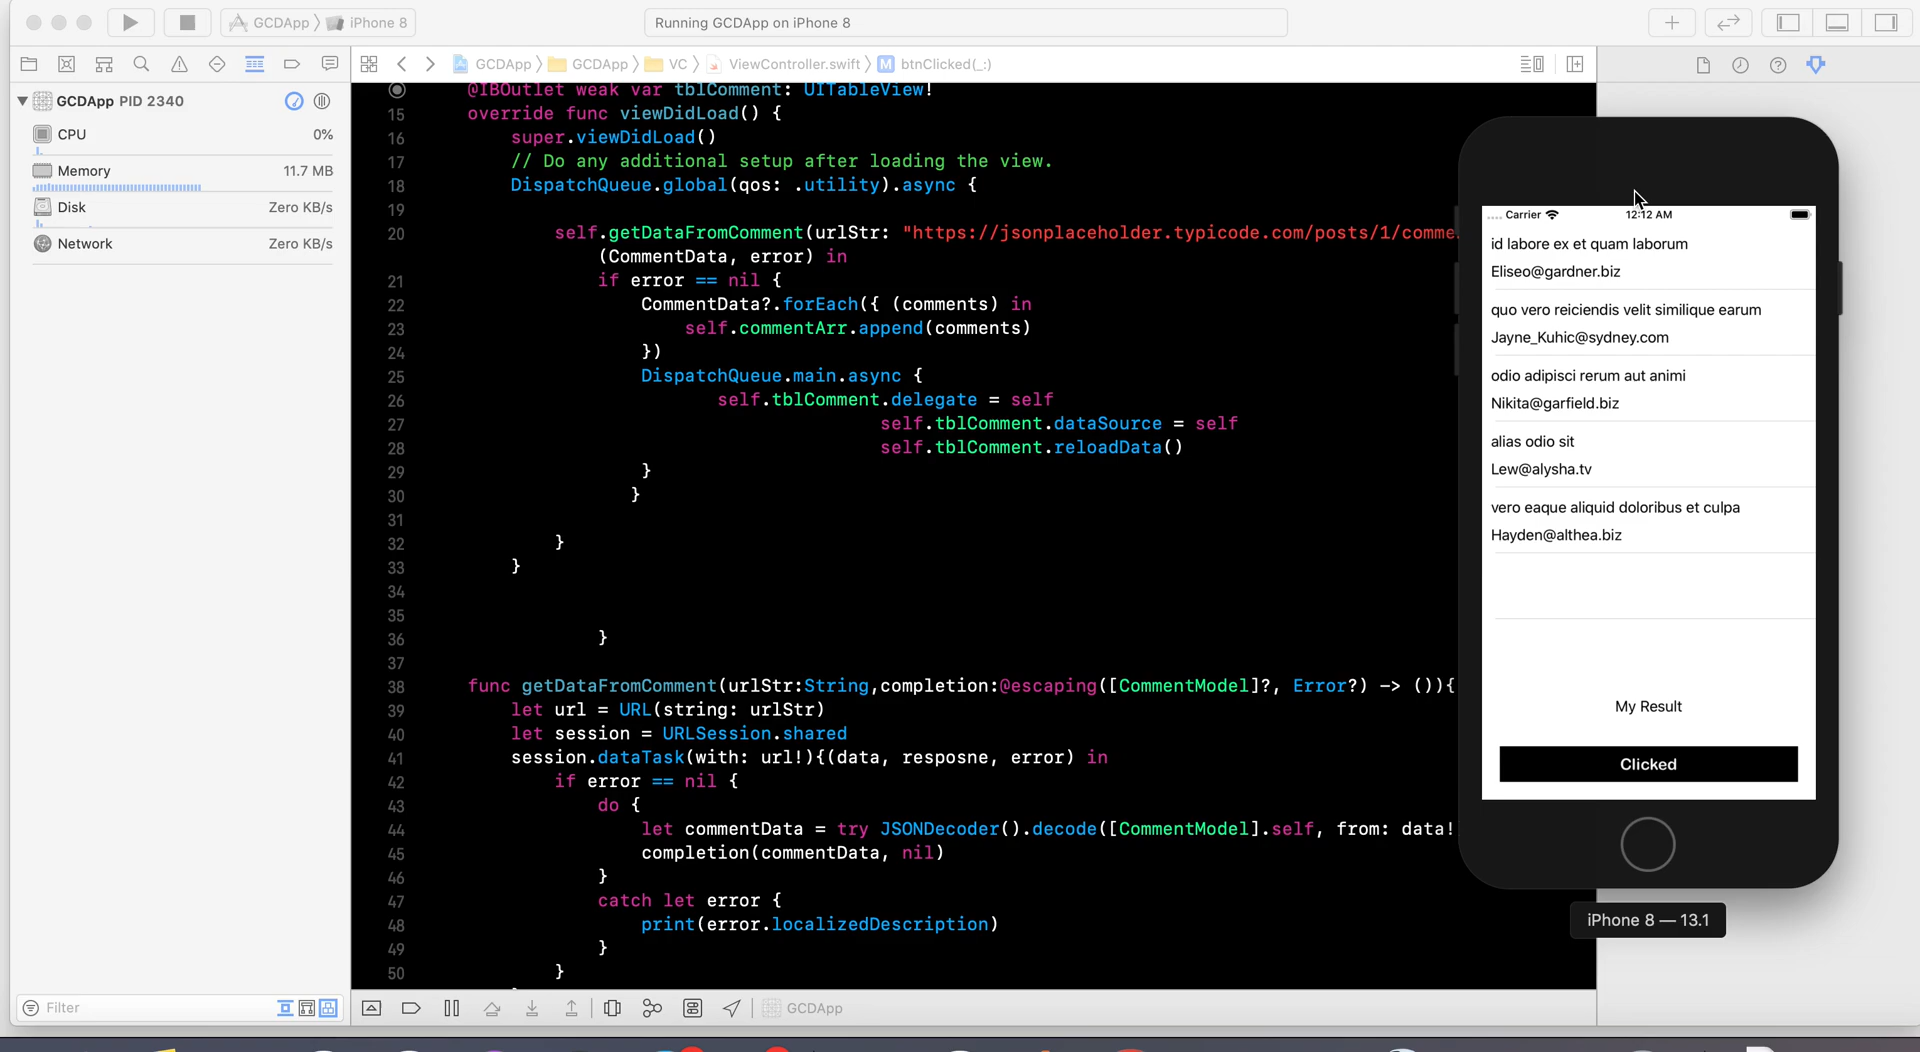 GCDApp iPhone 8
Running GCDApp on iPhone 8
GCDApp GCDApp VC ViewController.swift M btnClicked(_:)
GCDApp PID 2340
CPU 0%
Memory 11.7 MB
Disk Zero KB/s
Network Zero KB/s
Filter
@IBOutlet weak var tblComment: UITableView!
15 override func viewDidLoad() {
16 super.viewDidLoad()
17 // Do any additional setup after loading the view.
18 DispatchQueue.global(qos: .utility).async {
19
20 self.getDataFromComment(urlStr: "https://jsonplaceholder.typicode.com/posts/1/comme
(CommentData, error) in
21 if error == nil {
22 CommentData?.forEach({ (comments) in
23 self.commentArr.append(comments)
24 })
25 DispatchQueue.main.async {
26 self.tblComment.delegate = self
27 self.tblComment.dataSource = self
28 self.tblComment.reloadData()
29 }
30 }
31
32 }
33 }
34
35
36 }
37
38 func getDataFromComment(urlStr:String,completion:@escaping([CommentModel]?, Error?) -> ()){
39 let url = URL(string: urlStr)
40 let session = URLSession.shared
41 session.dataTask(with: url!){(data, resposne, error) in
42 if error == nil {
43 do {
44 let commentData = try JSONDecoder().decode([CommentModel].self, from: data!
45 completion(commentData, nil)
46 }
47 catch let error {
48 print(error.localizedDescription)
49 }
50 }
GCDApp
Carrier 12:12 AM
id labore ex et quam laborum
Eliseo@gardner.biz
quo vero reiciendis velit similique earum
Jayne_Kuhic@sydney.com
odio adipisci rerum aut animi
Nikita@garfield.biz
alias odio sit
Lew@alysha.tv
vero eaque aliquid doloribus et culpa
Hayden@althea.biz
My Result
Clicked
iPhone 8 — 13.1